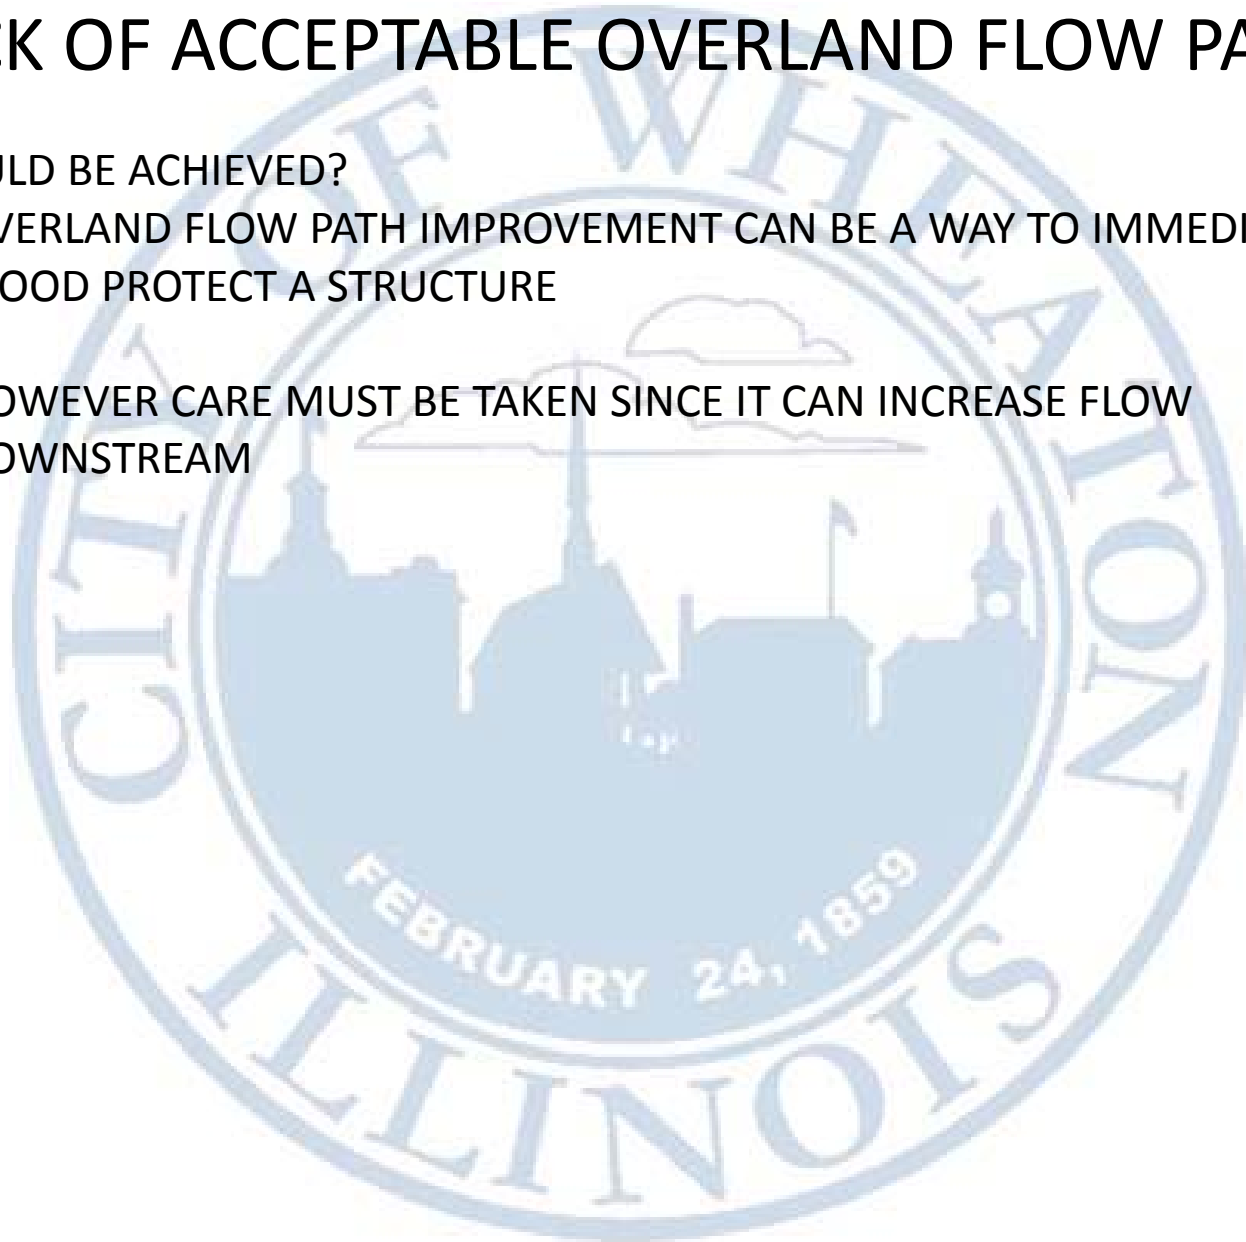 CK OF ACCEPTABLE OVERLAND FLOW PA
ULD BE ACHIEVED?
VERLAND FLOW PATH IMPROVEMENT CAN BE A WAY TO IMMEDI
OOD PROTECT A STRUCTURE
OWEVER CARE MUST BE TAKEN SINCE IT CAN INCREASE FLOW
OWNSTREAM
CITY OF WHEATON
FEBRUARY 24, 1859
ILLINOIS